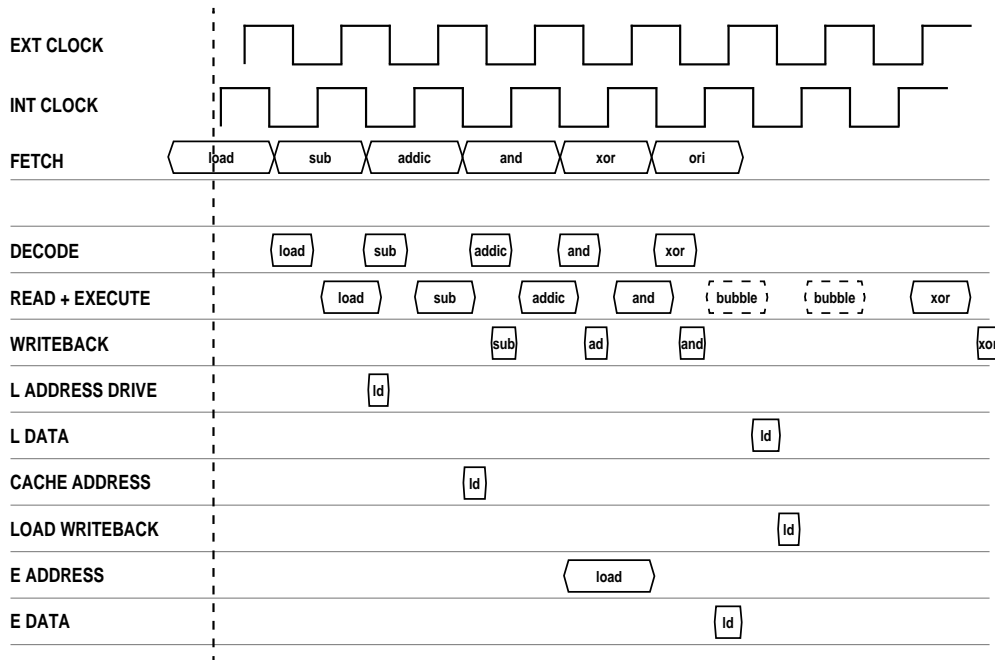 EXT CLOCK
INT CLOCK
FETCH load sub addic and xor ori
DECODE load sub addic and xor
READ + EXECUTE load sub addic and bubble bubble xor
WRITEBACK sub ad and xor
L ADDRESS DRIVE ld
L DATA ld
CACHE ADDRESS ld
LOAD WRITEBACK ld
E ADDRESS load
E DATA ld